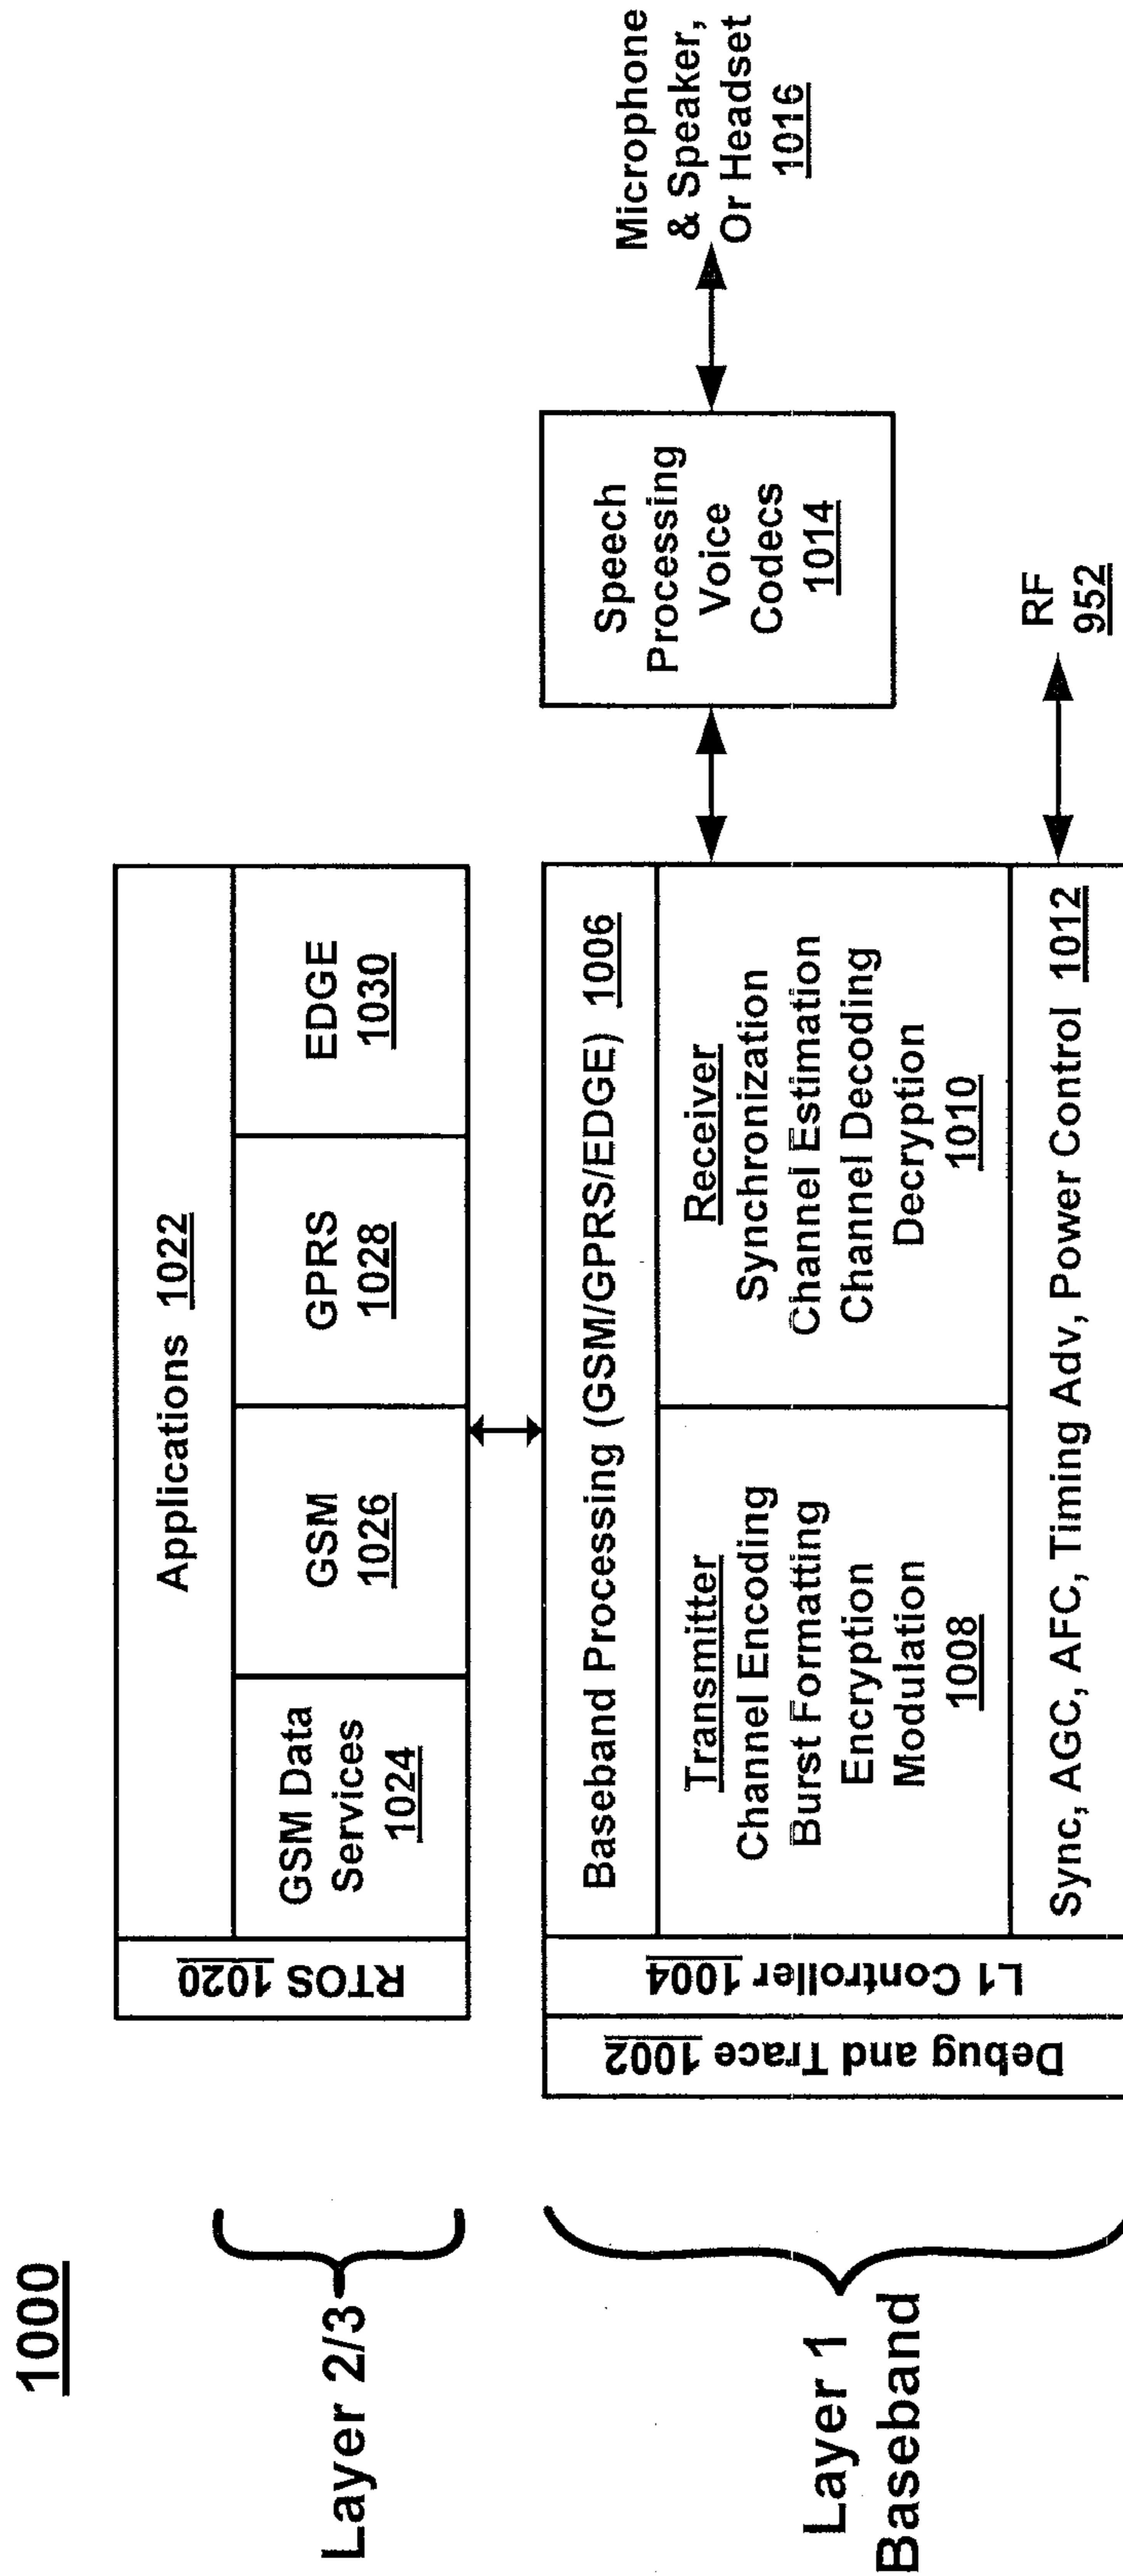 1000
Layer 2/3
RTOS 1020
Applications 1022
GSM Data
Services
1024
GSM
1026
GPRS
1028
EDGE
1030
Layer 1
Baseband
Debug and Trace 1002
L1 Controller 1004
Baseband Processing (GSM/GPRS/EDGE) 1006
Transmitter
Channel Encoding
Burst Formatting
Encryption
Modulation
1008
Receiver
Synchronization
Channel Estimation
Channel Decoding
Decryption
1010
Sync, AGC, AFC, Timing Adv, Power Control 1012
Speech
Processing
Voice
Codecs
1014
Microphone
& Speaker,
Or Headset
1016
RF
952